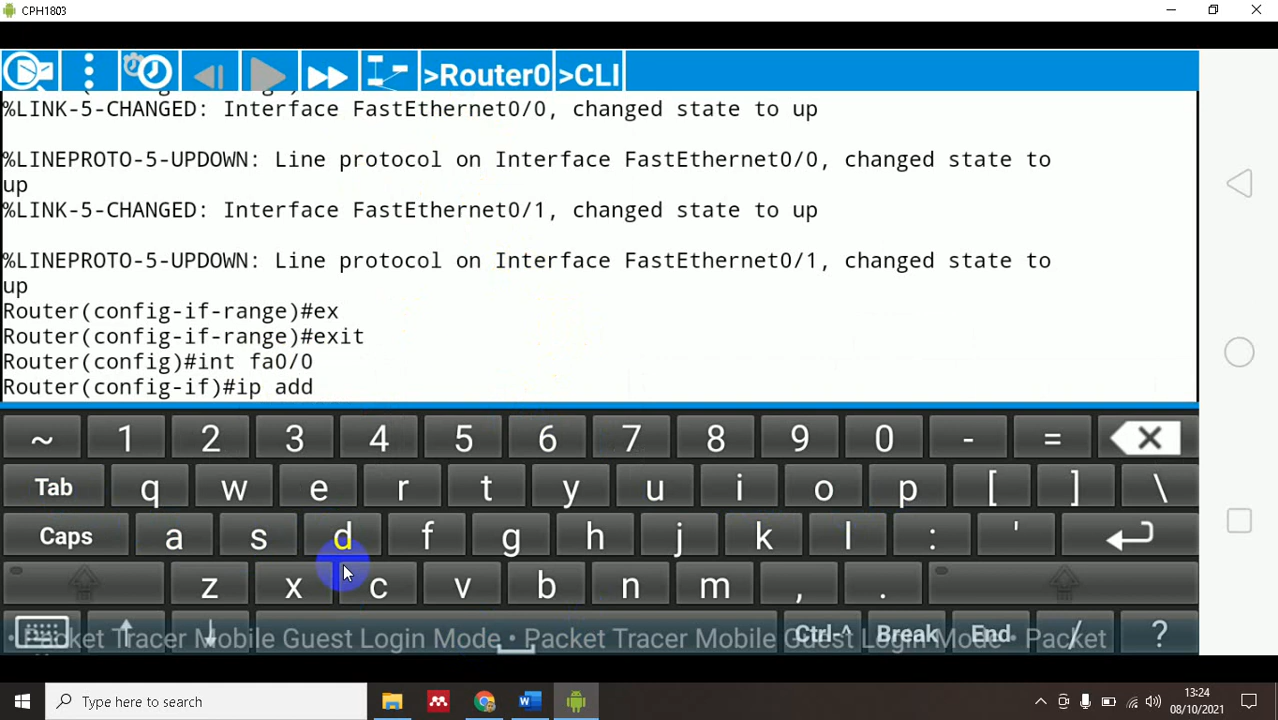 CPH1803
>Router0 >CLI
%LINK-5-CHANGED: Interface FastEthernet0/0, changed state to up
%LINEPROTO-5-UPDOWN: Line protocol on Interface FastEthernet0/0, changed state to
up
%LINK-5-CHANGED: Interface FastEthernet0/1, changed state to up
%LINEPROTO-5-UPDOWN: Line protocol on Interface FastEthernet0/1, changed state to
up
Router(config-if-range)#ex
Router(config-if-range)#exit
Router(config)#int fa0/0
Router(config-if)#ip add
~ 1 2 3 4 5 6 7 8 9 0 - =
Tab q w e r t y u i o p [ ] \
Caps a s d f g h j k l : '
z x c v b n m , .
Ctrl-^ Break End / ?
• Packet Tracer Mobile Guest Login Mode • Packet Tracer Mobile Guest Login Mode • Packet
Type here to search
13:24
08/10/2021